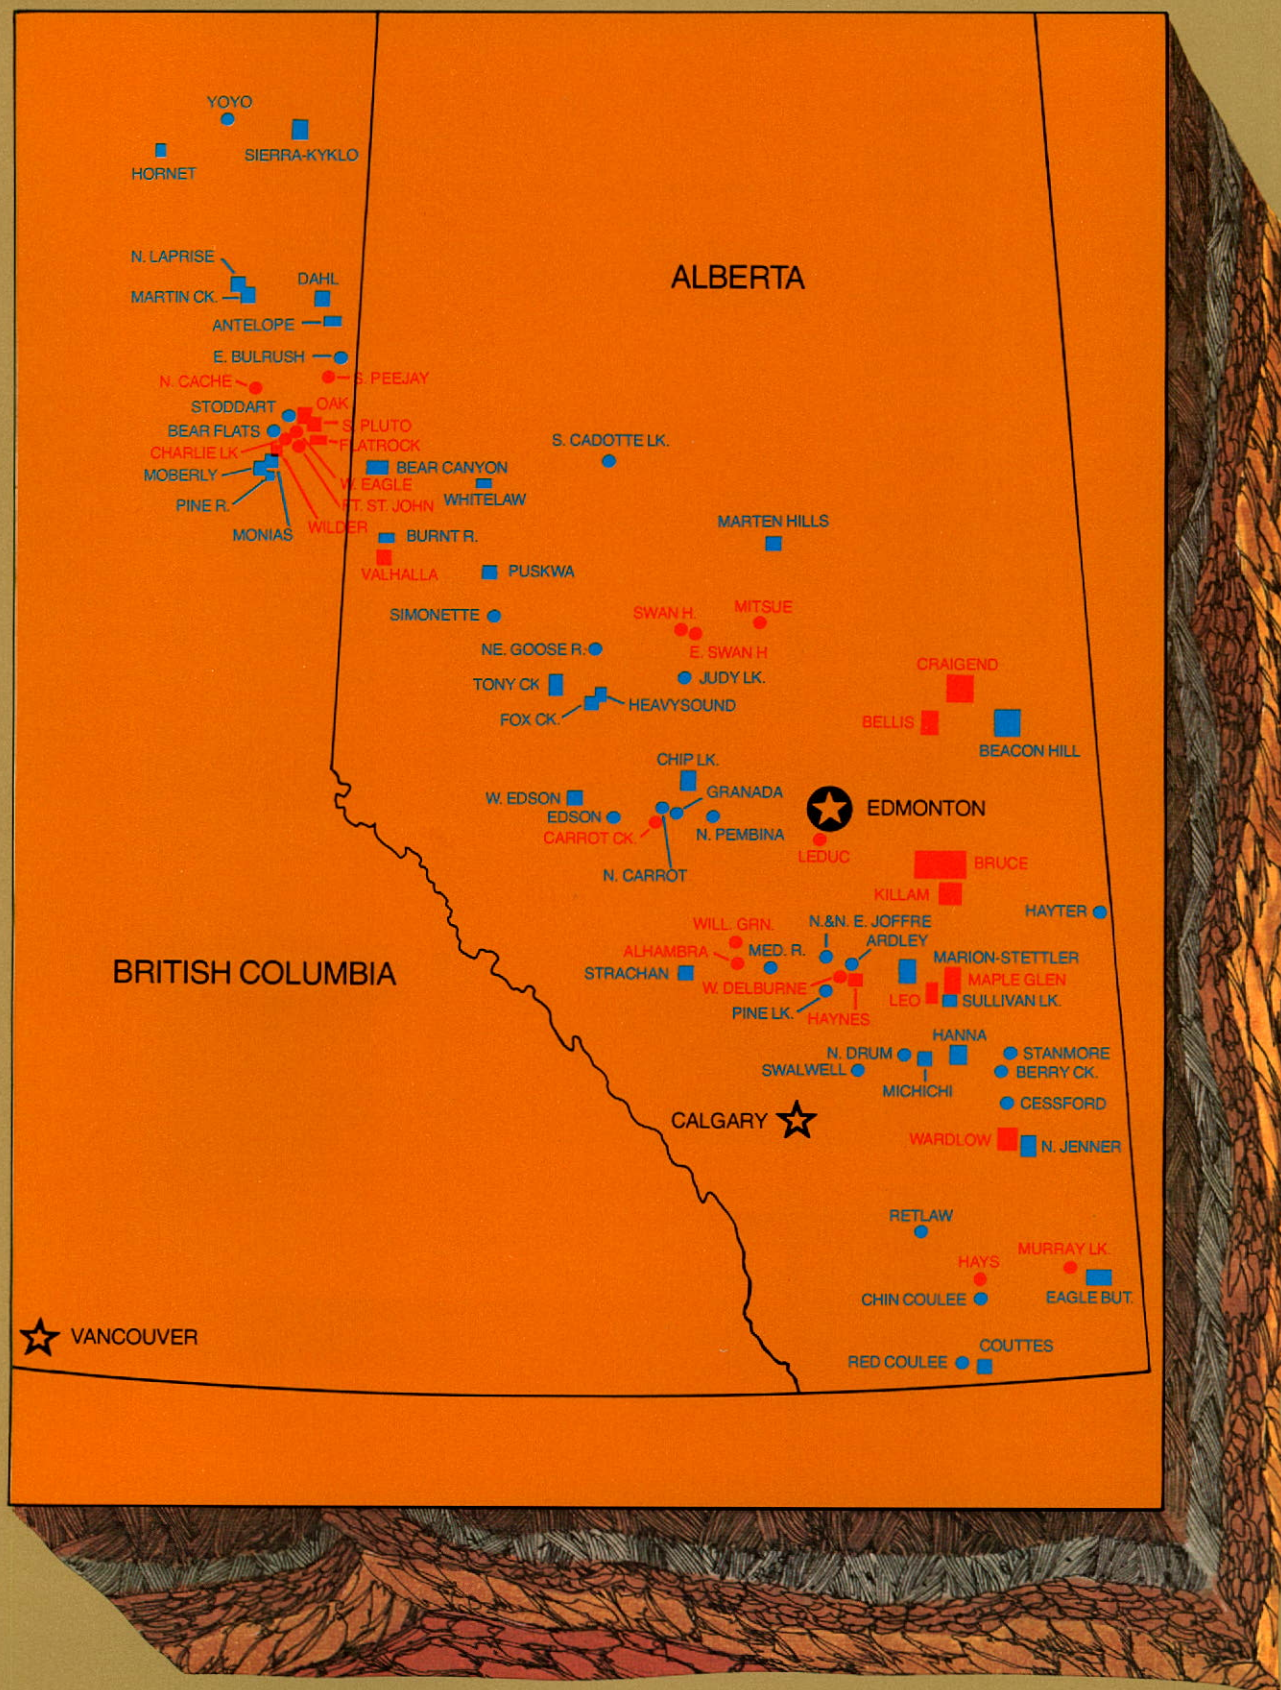 YOYO
SIERRA-KYKLO
HORNET
N. LAPRISE
DAHL
ALBERTA
MARTIN CK.
ANTELOPE
E. BULRUSH
N. CACHE
S. PEEJAY
STODDART
OAK
BEAR FLATS
S. PLUTO
CHARLIE LK
FLATROCK
S. CADOTTE LK.
MOBERLY
BEAR CANYON
W. EAGLE
WHITELAW
PINE R.
FT. ST. JOHN
MONIAS
WILDER
MARTEN HILLS
BURNT R.
VALHALLA
PUSKWA
SIMONETTE
SWAN H.
MITSUE
NE. GOOSE R.
E. SWAN H
CRAIGEND
TONY CK
JUDY LK.
FOX CK.
HEAVYSOUND
BELLIS
BEACON HILL
CHIP LK.
W. EDSON
GRANADA
EDSON
EDMONTON
CARROT CK.
N. PEMBINA
LEDUC
N. CARROT
BRUCE
KILLAM
HAYTER
WILL. GRN.
N.&N. E. JOFFRE
ARDLEY
ALHAMBRA
MED. R.
MARION-STETTLER
BRITISH COLUMBIA
STRACHAN
W. DELBURNE
MAPLE GLEN
LEO
SULLIVAN LK.
PINE LK.
HAYNES
HANNA
N. DRUM
STANMORE
SWALWELL
BERRY CK.
MICHICHI
CESSFORD
CALGARY
WARDLOW
N. JENNER
RETLAW
MURRAY LK.
HAYS
CHIN COULEE
EAGLE BUT.
VANCOUVER
COUTTES
RED COULEE